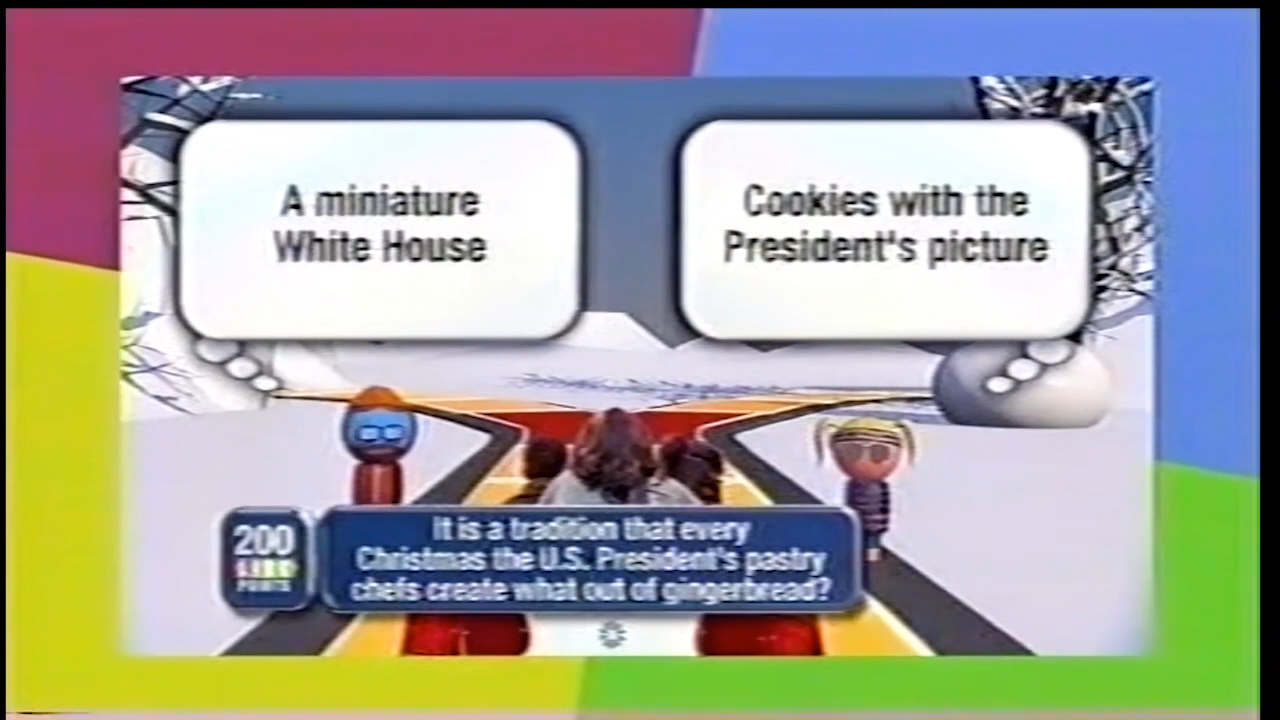 A miniature
White House
Cookies with the
President's picture
200
POINTS
It is a tradition that every
Christmas the U.S. President's pastry
chefs create what out of gingerbread?